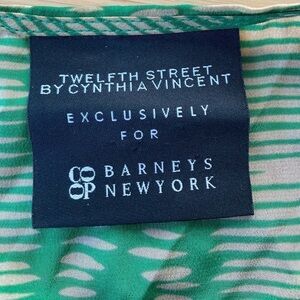 TWELFTH STREET
BY CYNTHIA VINCENT
EXCLUSIVELY
FOR
CO OP BARNEYS
NEWYORK